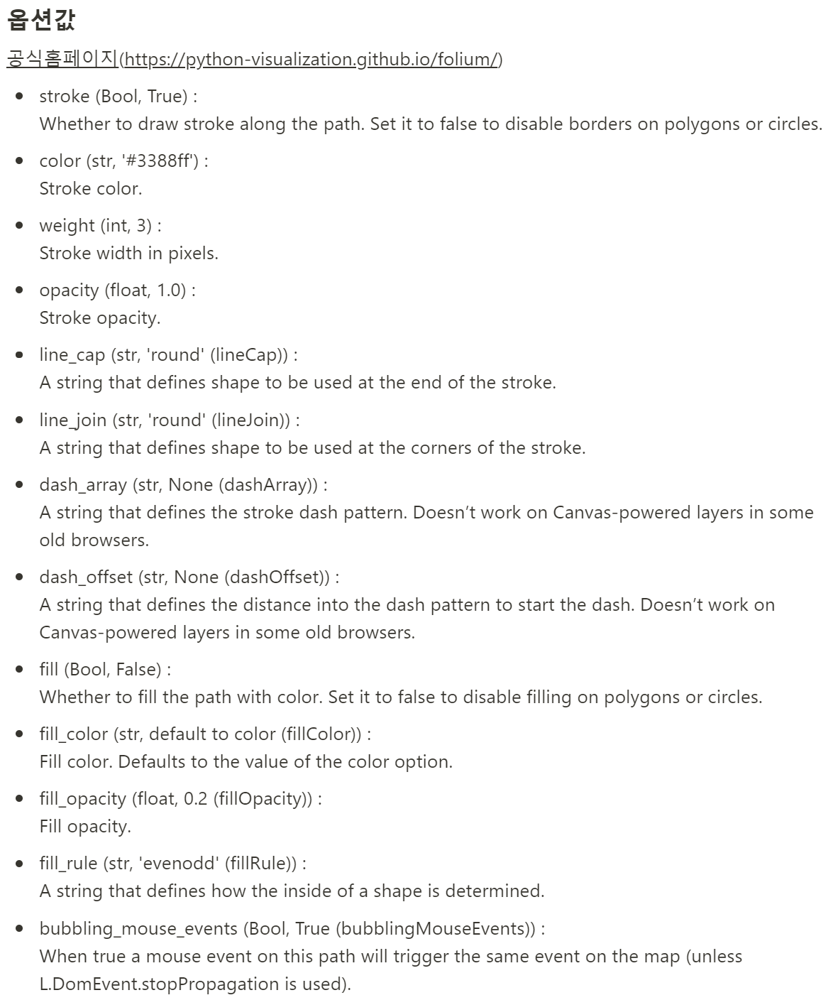 옵션값
공식홈페이지(https://python-visualization.github.io/folium/)
stroke (Bool, True) :
Whether to draw stroke along the path. Set it to false to disable borders on polygons or circles.
color (str, '#3388ff') :
Stroke color.
weight (int, 3) :
Stroke width in pixels.
opacity (float, 1.0) :
Stroke opacity.
line_cap (str, 'round' (lineCap)) :
A string that defines shape to be used at the end of the stroke.
line_join (str, 'round' (lineJoin)) :
A string that defines shape to be used at the corners of the stroke.
dash_array (str, None (dashArray)) :
A string that defines the stroke dash pattern. Doesn’t work on Canvas-powered layers in some
old browsers.
dash_offset (str, None (dashOffset)) :
A string that defines the distance into the dash pattern to start the dash. Doesn’t work on
Canvas-powered layers in some old browsers.
fill (Bool, False) :
Whether to fill the path with color. Set it to false to disable filling on polygons or circles.
fill_color (str, default to color (fillColor)) :
Fill color. Defaults to the value of the color option.
fill_opacity (float, 0.2 (fillOpacity)) :
Fill opacity.
fill_rule (str, 'evenodd' (fillRule)) :
A string that defines how the inside of a shape is determined.
bubbling_mouse_events (Bool, True (bubblingMouseEvents)) :
When true a mouse event on this path will trigger the same event on the map (unless
L.DomEvent.stopPropagation is used).